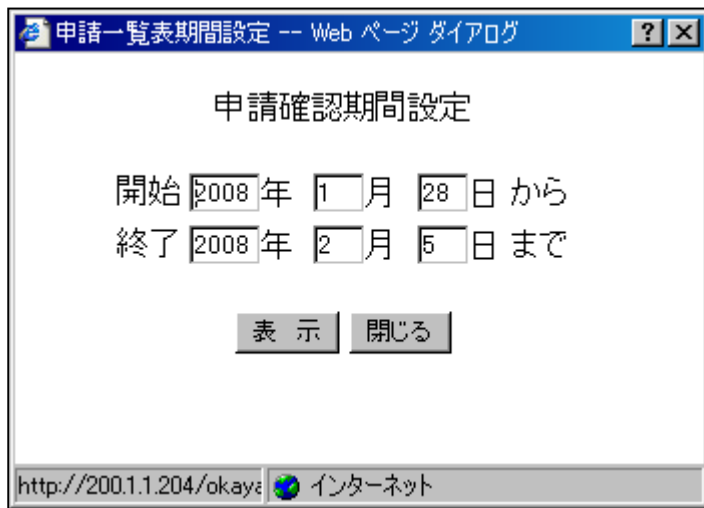 申請一覧表期間設定 -- Web ページ ダイアログ
申請確認期間設定
開始 2008 年 1 月 28 日 から
終了 2008 年 2 月 5 日 まで
表 示 閉じる
http://200.1.1.204/okaya インターネット